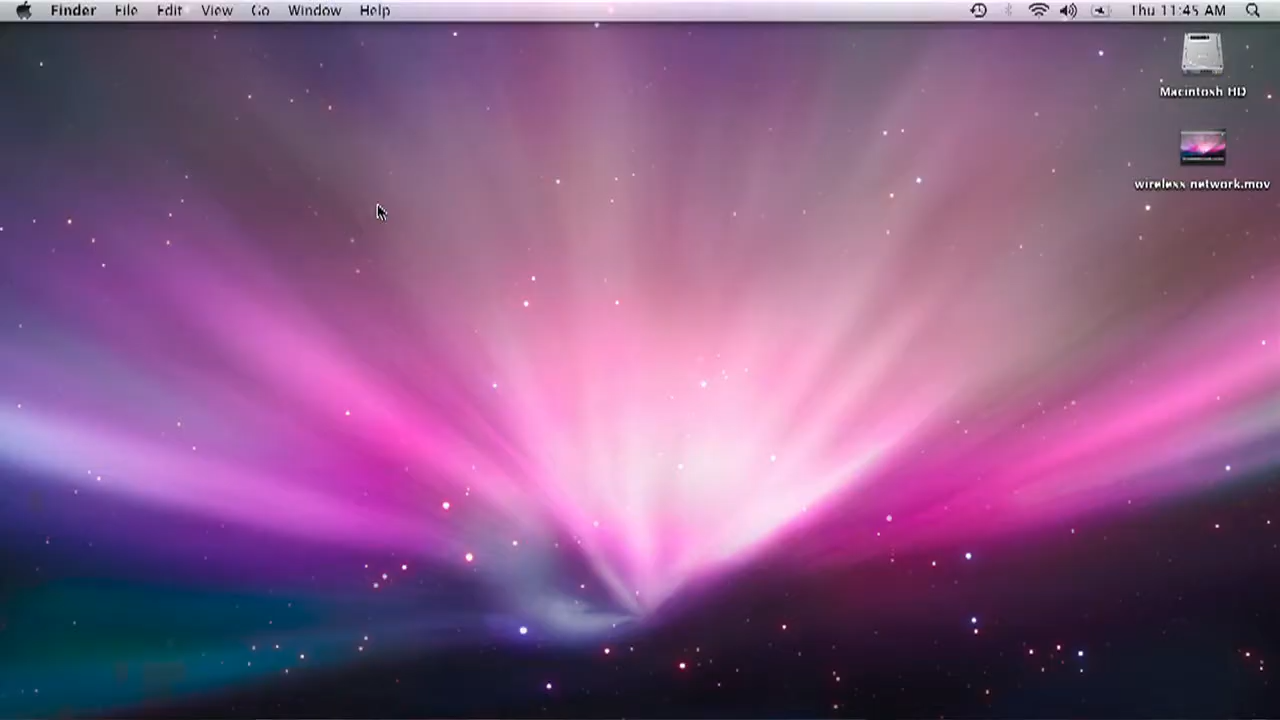 Finder File Edit View Go Window Help Thu 11:45 AM
Macintosh HD
wireless network.mov